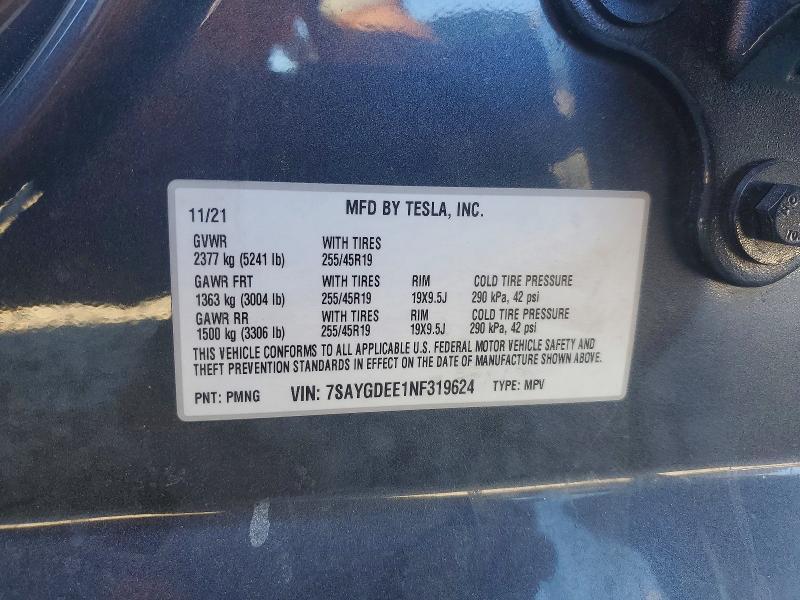 11/21 MFD BY TESLA, INC.
GVWR WITH TIRES
2377 kg (5241 lb) 255/45R19
GAWR FRT WITH TIRES RIM COLD TIRE PRESSURE
1363 kg (3004 lb) 255/45R19 19X9.5J 290 kPa, 42 psi
GAWR RR WITH TIRES RIM COLD TIRE PRESSURE
1500 kg (3306 lb) 255/45R19 19X9.5J 290 kPa, 42 psi
THIS VEHICLE CONFORMS TO ALL APPLICABLE U.S. FEDERAL MOTOR VEHICLE SAFETY AND
THEFT PREVENTION STANDARDS IN EFFECT ON THE DATE OF MANUFACTURE SHOWN ABOVE.
PNT: PMNG VIN: 7SAYGDEE1NF319624 TYPE: MPV